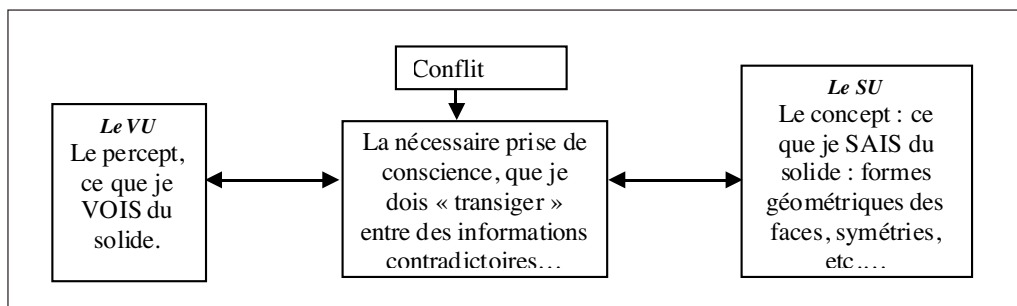 Conflit
Le VU
Le percept,
ce que je
VOIS du
solide.
La nécessaire prise de
conscience, que je
dois « transiger »
entre des informations
contradictoires…
Le SU
Le concept : ce
que je SAIS du
solide : formes
géométriques des
faces, symétries,
etc.…